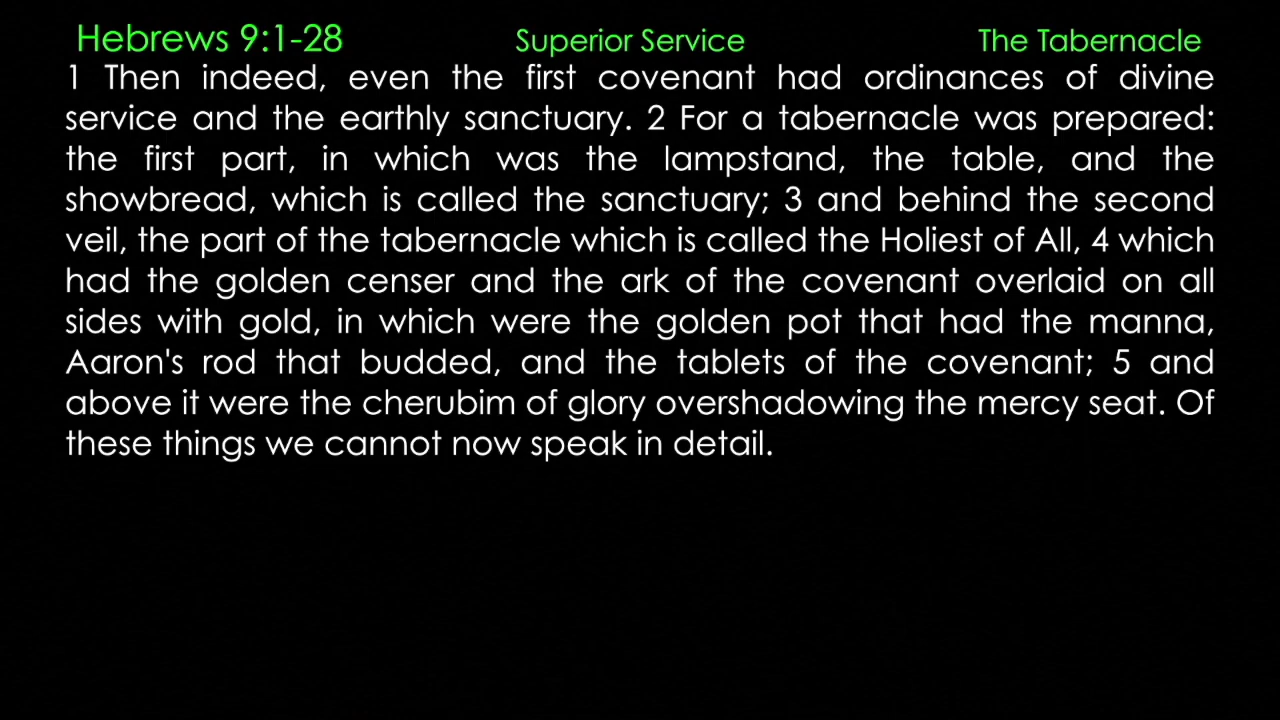 Hebrews 9:1-28 Superior Service The Tabernacle
1 Then indeed, even the first covenant had ordinances of divine
service and the earthly sanctuary. 2 For a tabernacle was prepared:
the first part, in which was the lampstand, the table, and the
showbread, which is called the sanctuary; 3 and behind the second
veil, the part of the tabernacle which is called the Holiest of All, 4 which
had the golden censer and the ark of the covenant overlaid on all
sides with gold, in which were the golden pot that had the manna,
Aaron's rod that budded, and the tablets of the covenant; 5 and
above it were the cherubim of glory overshadowing the mercy seat. Of
these things we cannot now speak in detail.